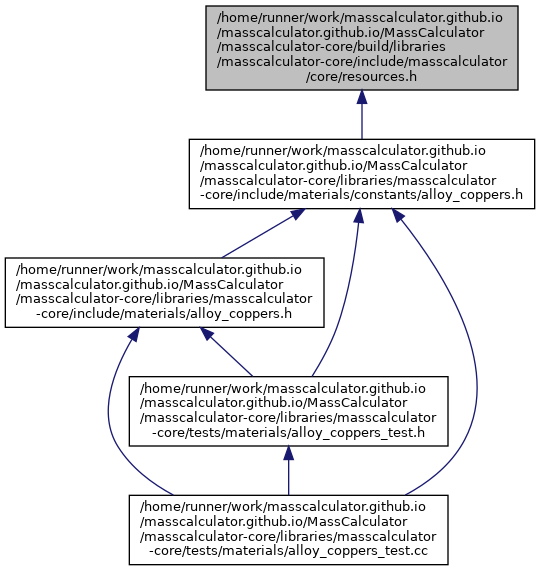 /home/runner/work/masscalculator.github.io
/masscalculator.github.io/MassCalculator
/masscalculator-core/build/libraries
/masscalculator-core/include/masscalculator
/core/resources.h
/home/runner/work/masscalculator.github.io
/masscalculator.github.io/MassCalculator
/masscalculator-core/libraries/masscalculator
-core/include/materials/constants/alloy_coppers.h
/home/runner/work/masscalculator.github.io
/masscalculator.github.io/MassCalculator
/masscalculator-core/libraries/masscalculator
-core/include/materials/alloy_coppers.h
/home/runner/work/masscalculator.github.io
/masscalculator.github.io/MassCalculator
/masscalculator-core/libraries/masscalculator
-core/tests/materials/alloy_coppers_test.h
/home/runner/work/masscalculator.github.io
/masscalculator.github.io/MassCalculator
/masscalculator-core/libraries/masscalculator
-core/tests/materials/alloy_coppers_test.cc